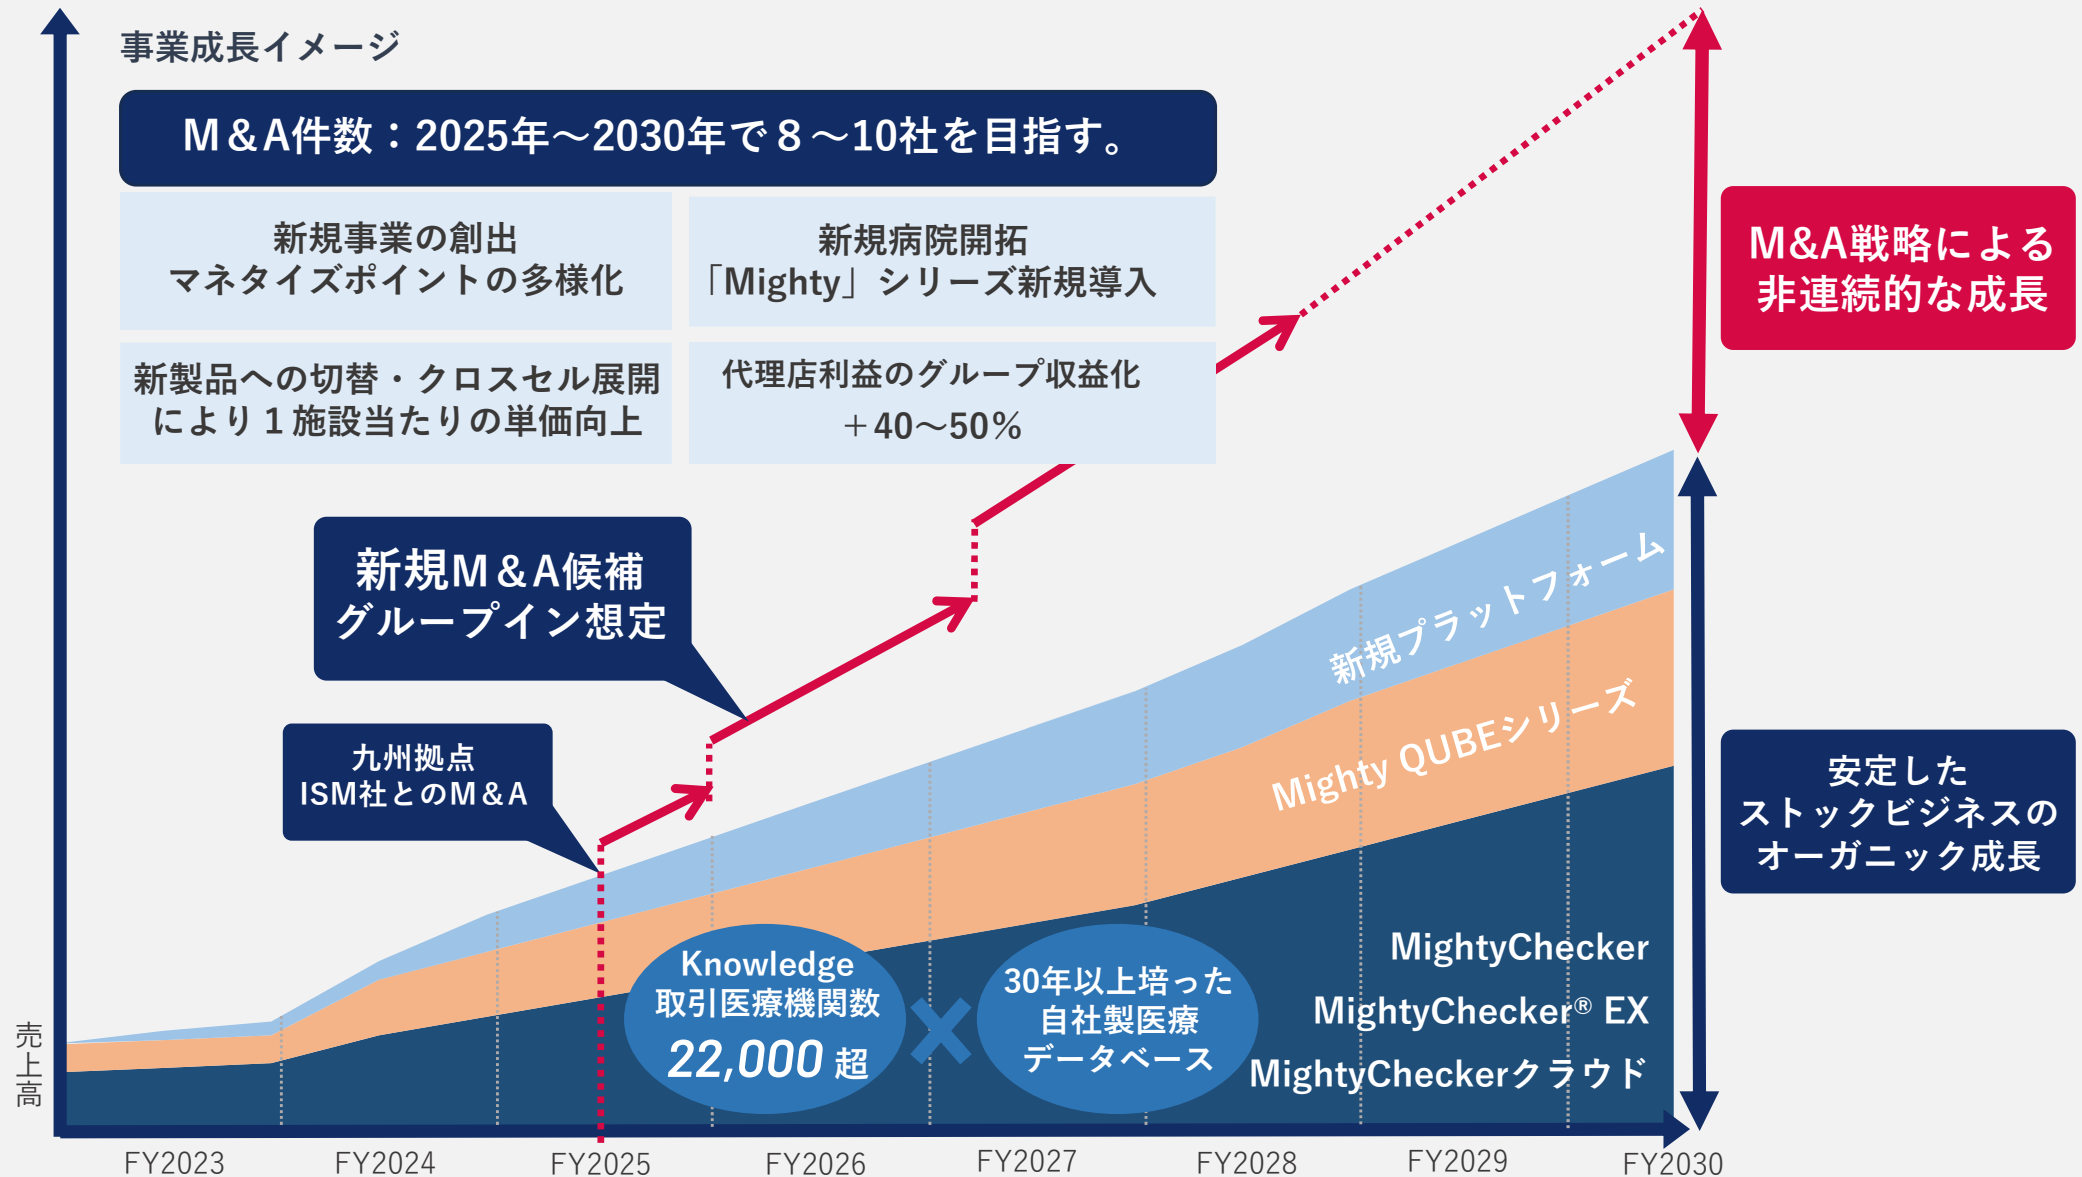 事業成長イメージ
M＆A件数：2025年～2030年で８～10社を目指す。
新規事業の創出
マネタイズポイントの多様化
新規病院開拓
「Mighty」シリーズ新規導入
新製品への切替・クロスセル展開
により１施設当たりの単価向上
代理店利益のグループ収益化
＋40～50％
M&A戦略による
非連続的な成長
新規M＆A候補
グループイン想定
九州拠点
ISM社とのM＆A
新規プラットフォーム
Mighty QUBEシリーズ
安定した
ストックビジネスの
オーガニック成長
Knowledge
取引医療機関数
22,000 超
×
30年以上培った
自社製医療
データベース
MightyChecker
MightyChecker® EX
MightyCheckerクラウド
売上高
FY2023
FY2024
FY2025
FY2026
FY2027
FY2028
FY2029
FY2030